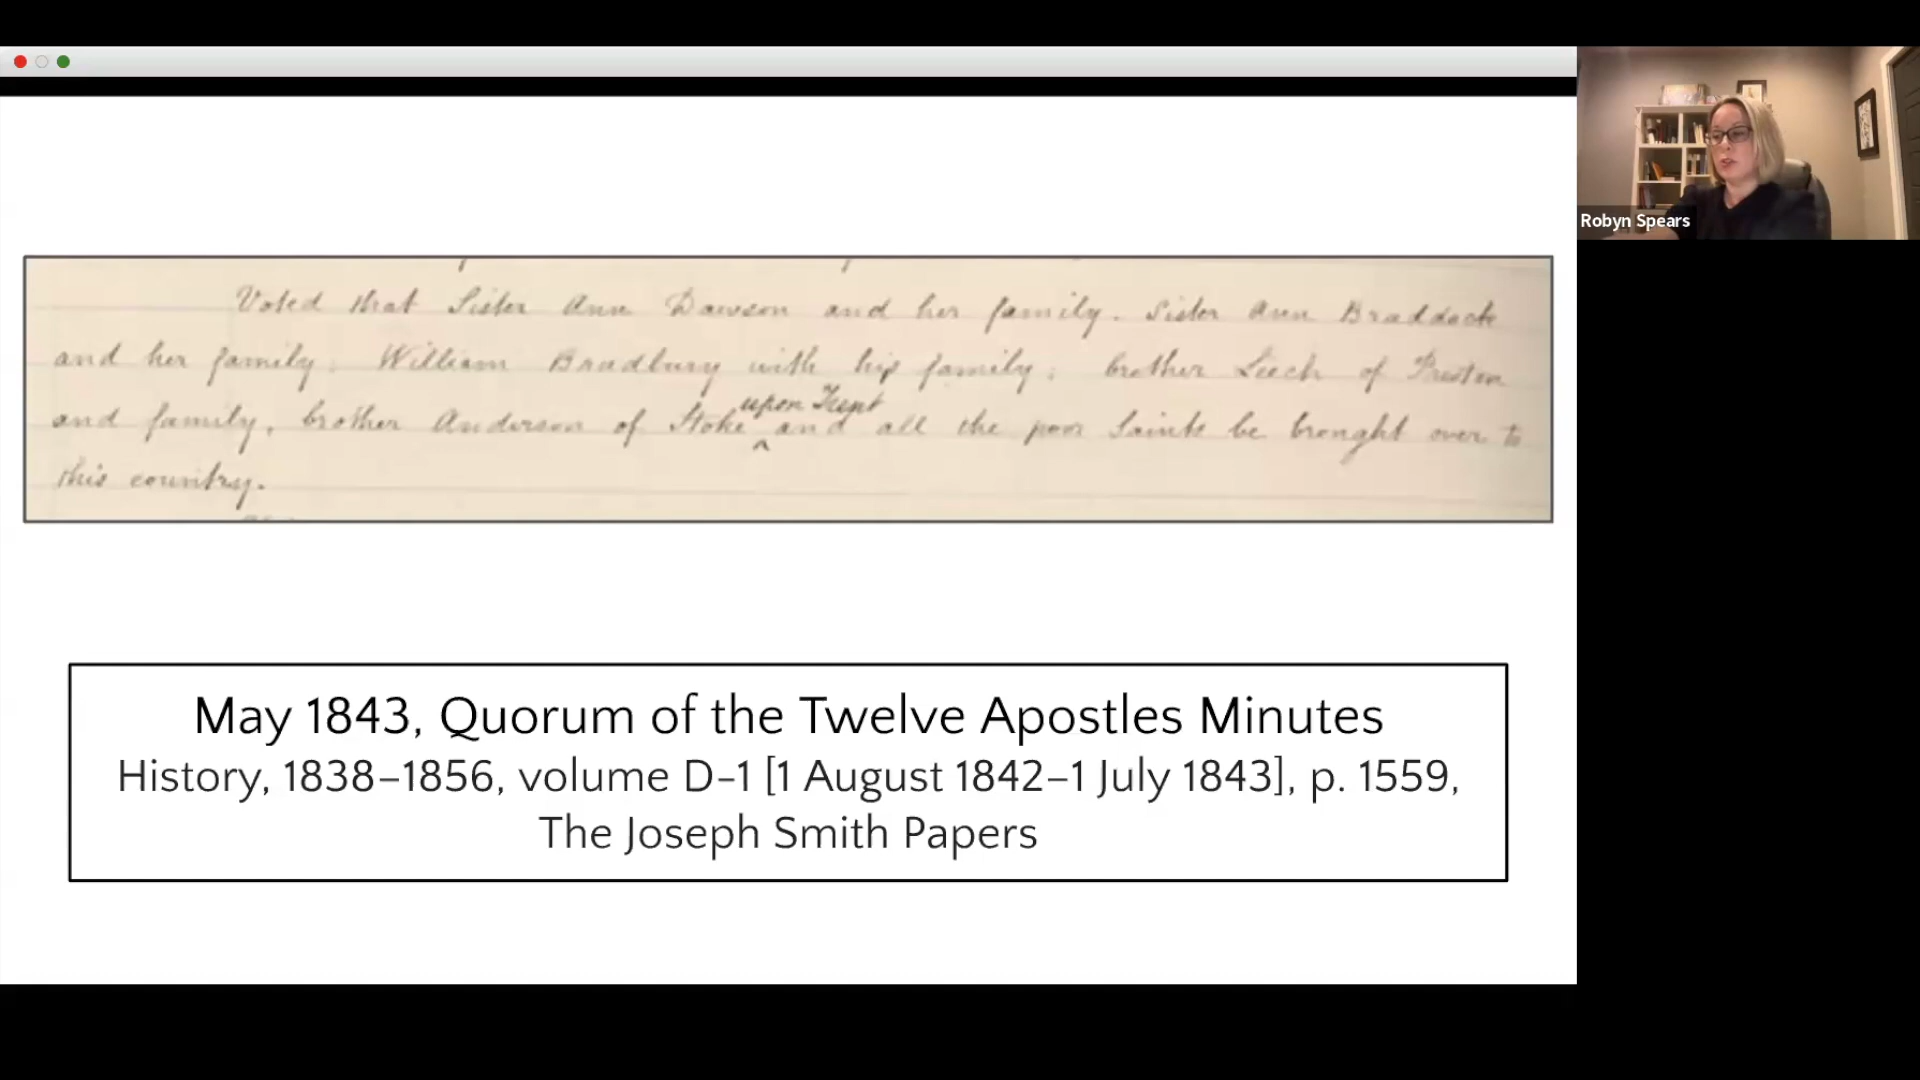 Voted that Sister Ann Dawson and her family. Sister Ann Braddock
and her family; William Bradbury with his family; brother Leech of Preston
and family, brother Anderson of Stoke ^ and all the poor Saints be brought over to
upon Trent
this country.
May 1843, Quorum of the Twelve Apostles Minutes
History, 1838–1856, volume D-1 [1 August 1842–1 July 1843], p. 1559,
The Joseph Smith Papers
Robyn Spears